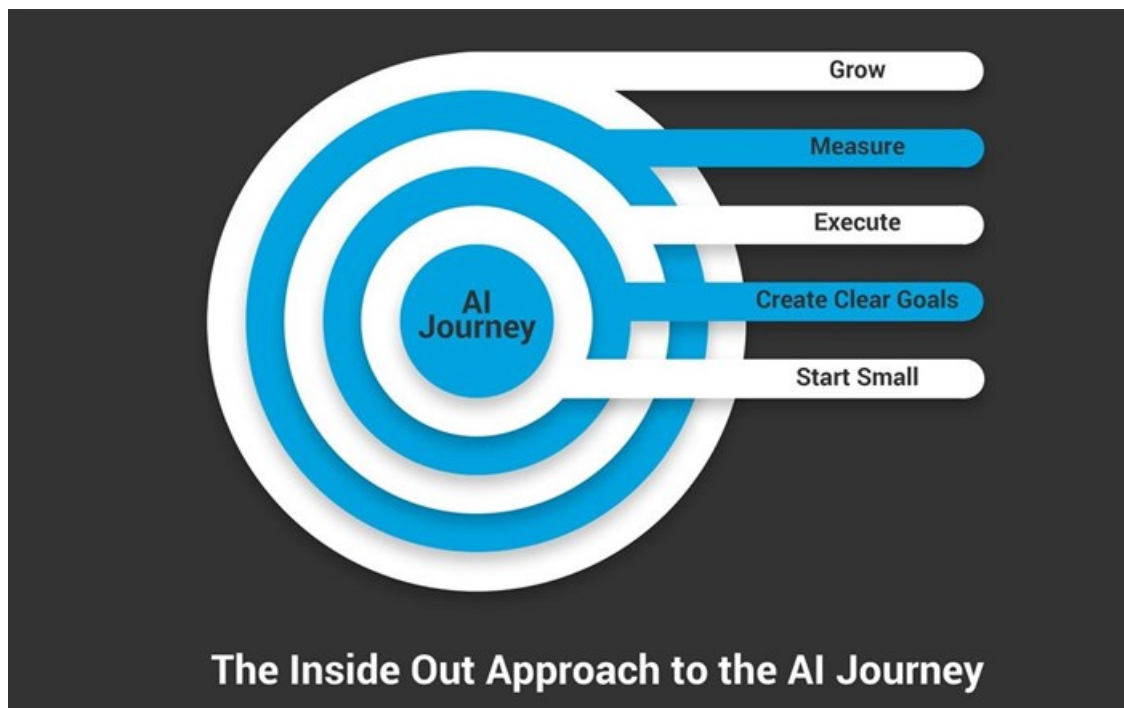 Grow
Measure
Execute
Create Clear Goals
Start Small
AI
Journey
The Inside Out Approach to the AI Journey